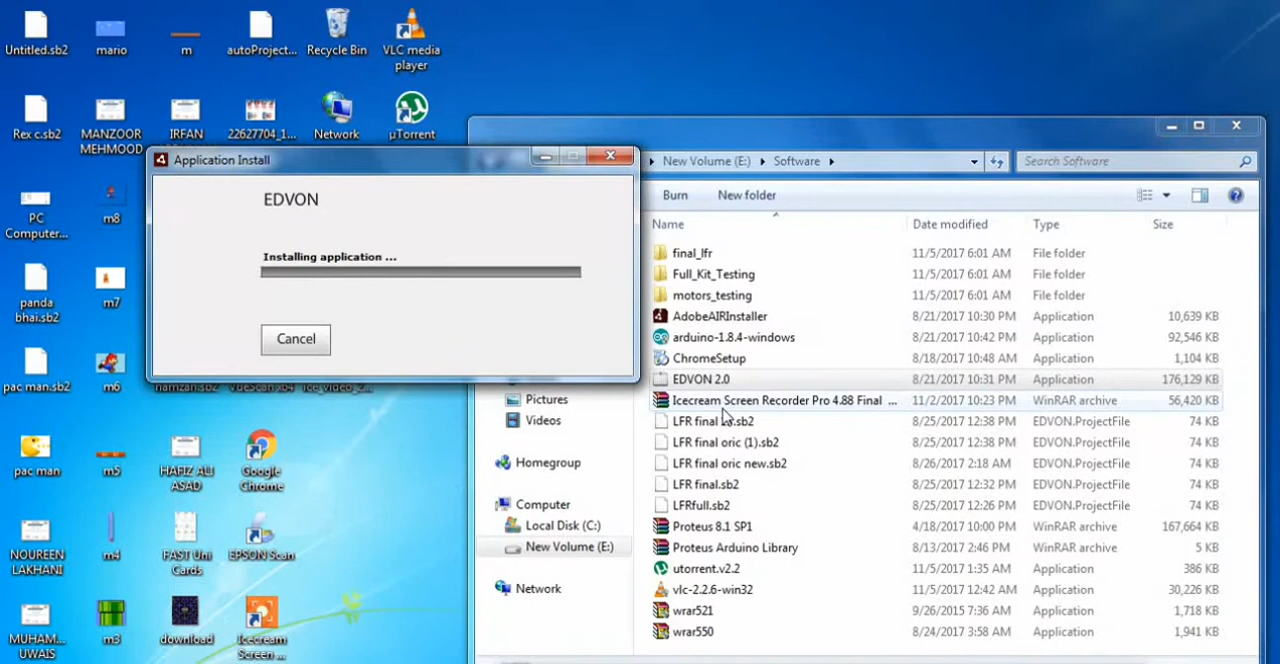 Untitled.sb2
mario
m
autoProject...
Recycle Bin
VLC media
player
Rex c.sb2
MANZOOR
MEHMOOD
IRFAN
22627704_1...
Network
µTorrent
PC
Computer...
m8
panda
bhai.sb2
m7
pac man.sb2
m6
pac man
m5
HAFIZ ALI
ASAD
Google
Chrome
NOUREEN
LAKHANI
m4
FAST Uni
Cards
EPSON Scan
MUHAM...
UWAIS
m3
download
Icecream
Screen ...
Application Install
EDVON
Installing application ...
Cancel
New Volume (E:) Software
Search Software
Burn New folder
Name Date modified Type Size
final_lfr 11/5/2017 6:01 AM File folder
Full_Kit_Testing 11/5/2017 6:01 AM File folder
motors_testing 11/5/2017 6:01 AM File folder
AdobeAIRInstaller 8/21/2017 10:30 PM Application 10,639 KB
arduino-1.8.4-windows 8/21/2017 10:42 PM Application 92,546 KB
ChromeSetup 8/18/2017 10:48 AM Application 1,104 KB
EDVON 2.0 8/21/2017 10:31 PM Application 176,129 KB
Icecream Screen Recorder Pro 4.88 Final ... 11/2/2017 10:23 PM WinRAR archive 56,420 KB
LFR final .sb2 8/25/2017 12:38 PM EDVON.ProjectFile 74 KB
LFR final oric (1).sb2 8/25/2017 12:38 PM EDVON.ProjectFile 74 KB
LFR final oric new.sb2 8/26/2017 2:18 AM EDVON.ProjectFile 74 KB
LFR final.sb2 8/25/2017 12:32 PM EDVON.ProjectFile 74 KB
LFRfull.sb2 8/25/2017 12:26 PM EDVON.ProjectFile 74 KB
Proteus 8.1 SP1 4/18/2017 10:00 PM WinRAR archive 167,664 KB
Proteus Arduino Library 8/13/2017 2:46 PM WinRAR archive 5 KB
utorrent.v2.2 11/5/2017 1:35 AM Application 386 KB
vlc-2.2.6-win32 11/5/2017 12:42 AM Application 30,226 KB
wrar521 9/26/2015 7:36 AM Application 1,718 KB
wrar550 8/24/2017 3:58 AM Application 1,941 KB
Pictures
Videos
Homegroup
Computer
Local Disk (C:)
New Volume (E:)
Network